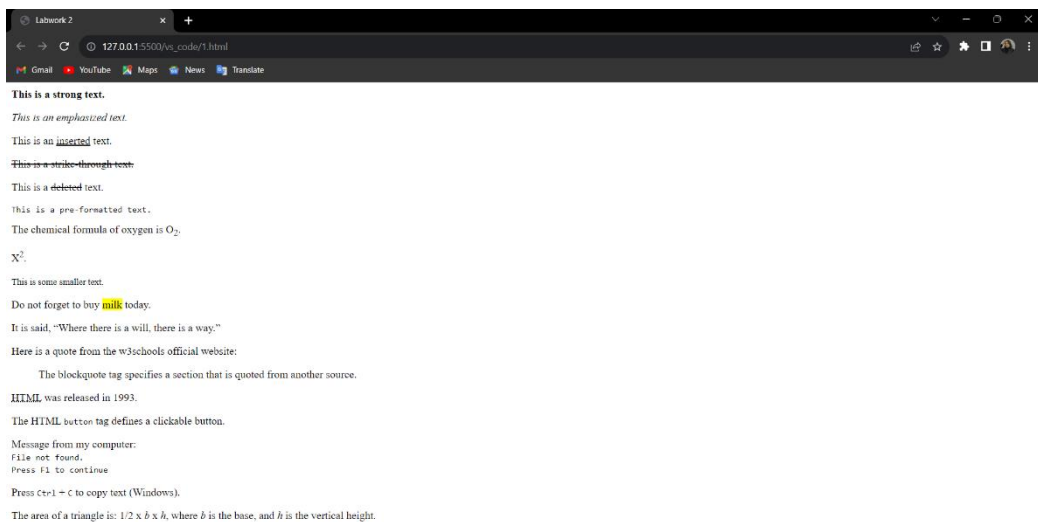 Labwork 2
127.0.0.1:5500/vs_code/1.html
Gmail YouTube Maps News Translate
This is a strong text.
This is an emphasized text.
This is an inserted text.
This is a strike-through text.
This is a deleted text.
This is a pre-formatted text.
The chemical formula of oxygen is O₂.
X².
This is some smaller text.
Do not forget to buy milk today.
It is said, “Where there is a will, there is a way.”
Here is a quote from the w3schools official website:
The blockquote tag specifies a section that is quoted from another source.
HTML was released in 1993.
The HTML button tag defines a clickable button.
Message from my computer:
File not found.
Press F1 to continue
Press Ctrl + C to copy text (Windows).
The area of a triangle is: 1/2 x b x h, where b is the base, and h is the vertical height.